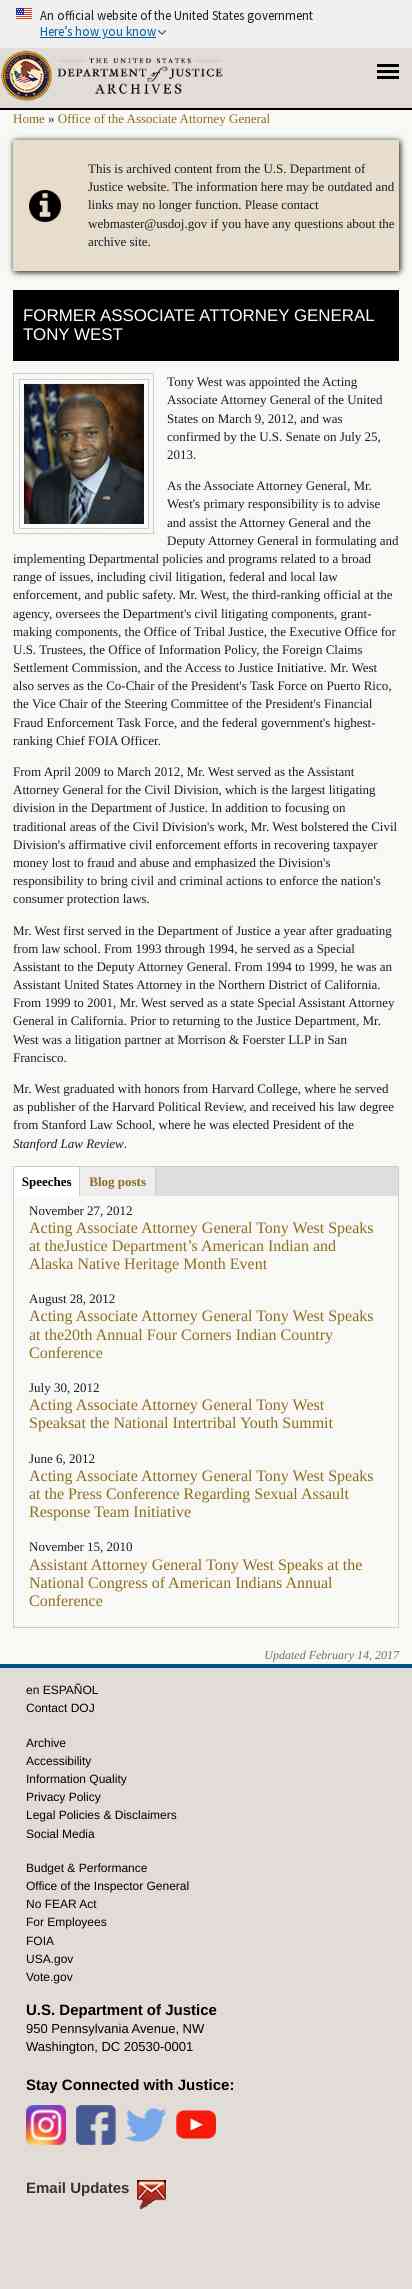 An official website of the United States government
Here's how you know
THE UNITED STATES
DEPARTMENT of JUSTICE
ARCHIVES
Home » Office of the Associate Attorney General
This is archived content from the U.S. Department of
Justice website. The information here may be outdated and
links may no longer function. Please contact
webmaster@usdoj.gov if you have any questions about the
archive site.
FORMER ASSOCIATE ATTORNEY GENERAL
TONY WEST
Tony West was appointed the Acting
Associate Attorney General of the United
States on March 9, 2012, and was
confirmed by the U.S. Senate on July 25,
2013.
As the Associate Attorney General, Mr.
West's primary responsibility is to advise
and assist the Attorney General and the
Deputy Attorney General in formulating and
implementing Departmental policies and programs related to a broad
range of issues, including civil litigation, federal and local law
enforcement, and public safety. Mr. West, the third-ranking official at the
agency, oversees the Department's civil litigating components, grant-
making components, the Office of Tribal Justice, the Executive Office for
U.S. Trustees, the Office of Information Policy, the Foreign Claims
Settlement Commission, and the Access to Justice Initiative. Mr. West
also serves as the Co-Chair of the President's Task Force on Puerto Rico,
the Vice Chair of the Steering Committee of the President's Financial
Fraud Enforcement Task Force, and the federal government's highest-
ranking Chief FOIA Officer.
From April 2009 to March 2012, Mr. West served as the Assistant
Attorney General for the Civil Division, which is the largest litigating
division in the Department of Justice. In addition to focusing on
traditional areas of the Civil Division's work, Mr. West bolstered the Civil
Division's affirmative civil enforcement efforts in recovering taxpayer
money lost to fraud and abuse and emphasized the Division's
responsibility to bring civil and criminal actions to enforce the nation's
consumer protection laws.
Mr. West first served in the Department of Justice a year after graduating
from law school. From 1993 through 1994, he served as a Special
Assistant to the Deputy Attorney General. From 1994 to 1999, he was an
Assistant United States Attorney in the Northern District of California.
From 1999 to 2001, Mr. West served as a state Special Assistant Attorney
General in California. Prior to returning to the Justice Department, Mr.
West was a litigation partner at Morrison & Foerster LLP in San
Francisco.
Mr. West graduated with honors from Harvard College, where he served
as publisher of the Harvard Political Review, and received his law degree
from Stanford Law School, where he was elected President of the
Stanford Law Review.
Speeches Blog posts
November 27, 2012
Acting Associate Attorney General Tony West Speaks
at theJustice Department’s American Indian and
Alaska Native Heritage Month Event
August 28, 2012
Acting Associate Attorney General Tony West Speaks
at the20th Annual Four Corners Indian Country
Conference
July 30, 2012
Acting Associate Attorney General Tony West
Speaksat the National Intertribal Youth Summit
June 6, 2012
Acting Associate Attorney General Tony West Speaks
at the Press Conference Regarding Sexual Assault
Response Team Initiative
November 15, 2010
Assistant Attorney General Tony West Speaks at the
National Congress of American Indians Annual
Conference
Updated February 14, 2017
en ESPAÑOL
Contact DOJ
Archive
Accessibility
Information Quality
Privacy Policy
Legal Policies & Disclaimers
Social Media
Budget & Performance
Office of the Inspector General
No FEAR Act
For Employees
FOIA
USA.gov
Vote.gov
U.S. Department of Justice
950 Pennsylvania Avenue, NW
Washington, DC 20530-0001
Stay Connected with Justice:
Email Updates